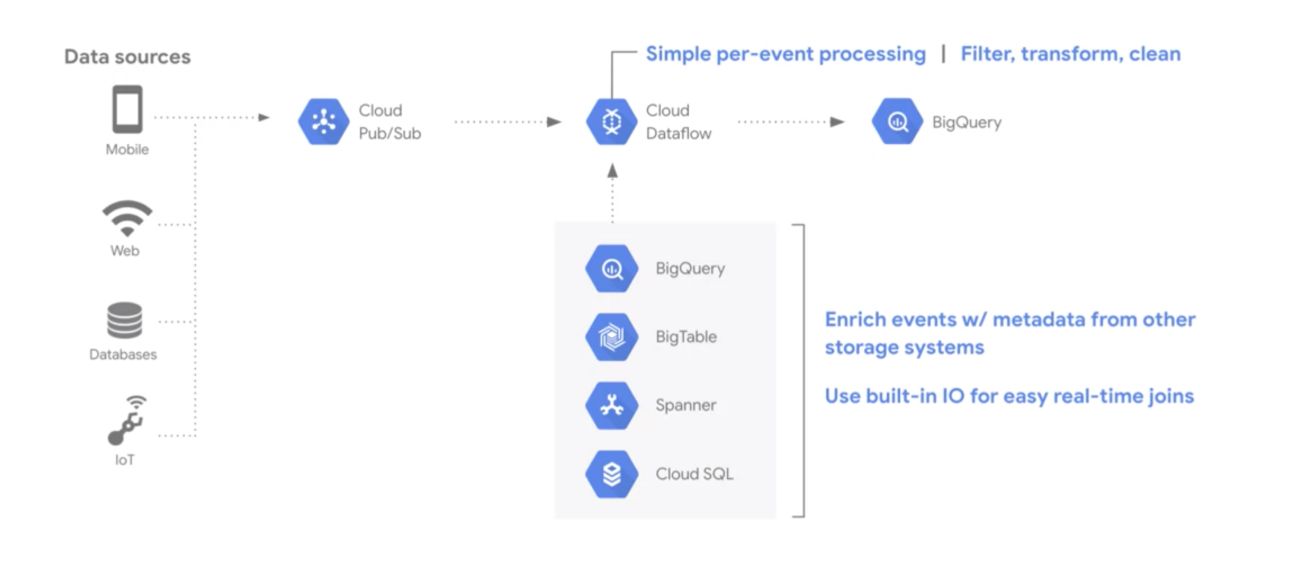 Data sources
Simple per-event processing | Filter, transform, clean
Mobile
Cloud
Pub/Sub
Cloud
Dataflow
BigQuery
Web
Databases
IoT
BigQuery
BigTable
Spanner
Cloud SQL
Enrich events w/ metadata from other
storage systems
Use built-in IO for easy real-time joins